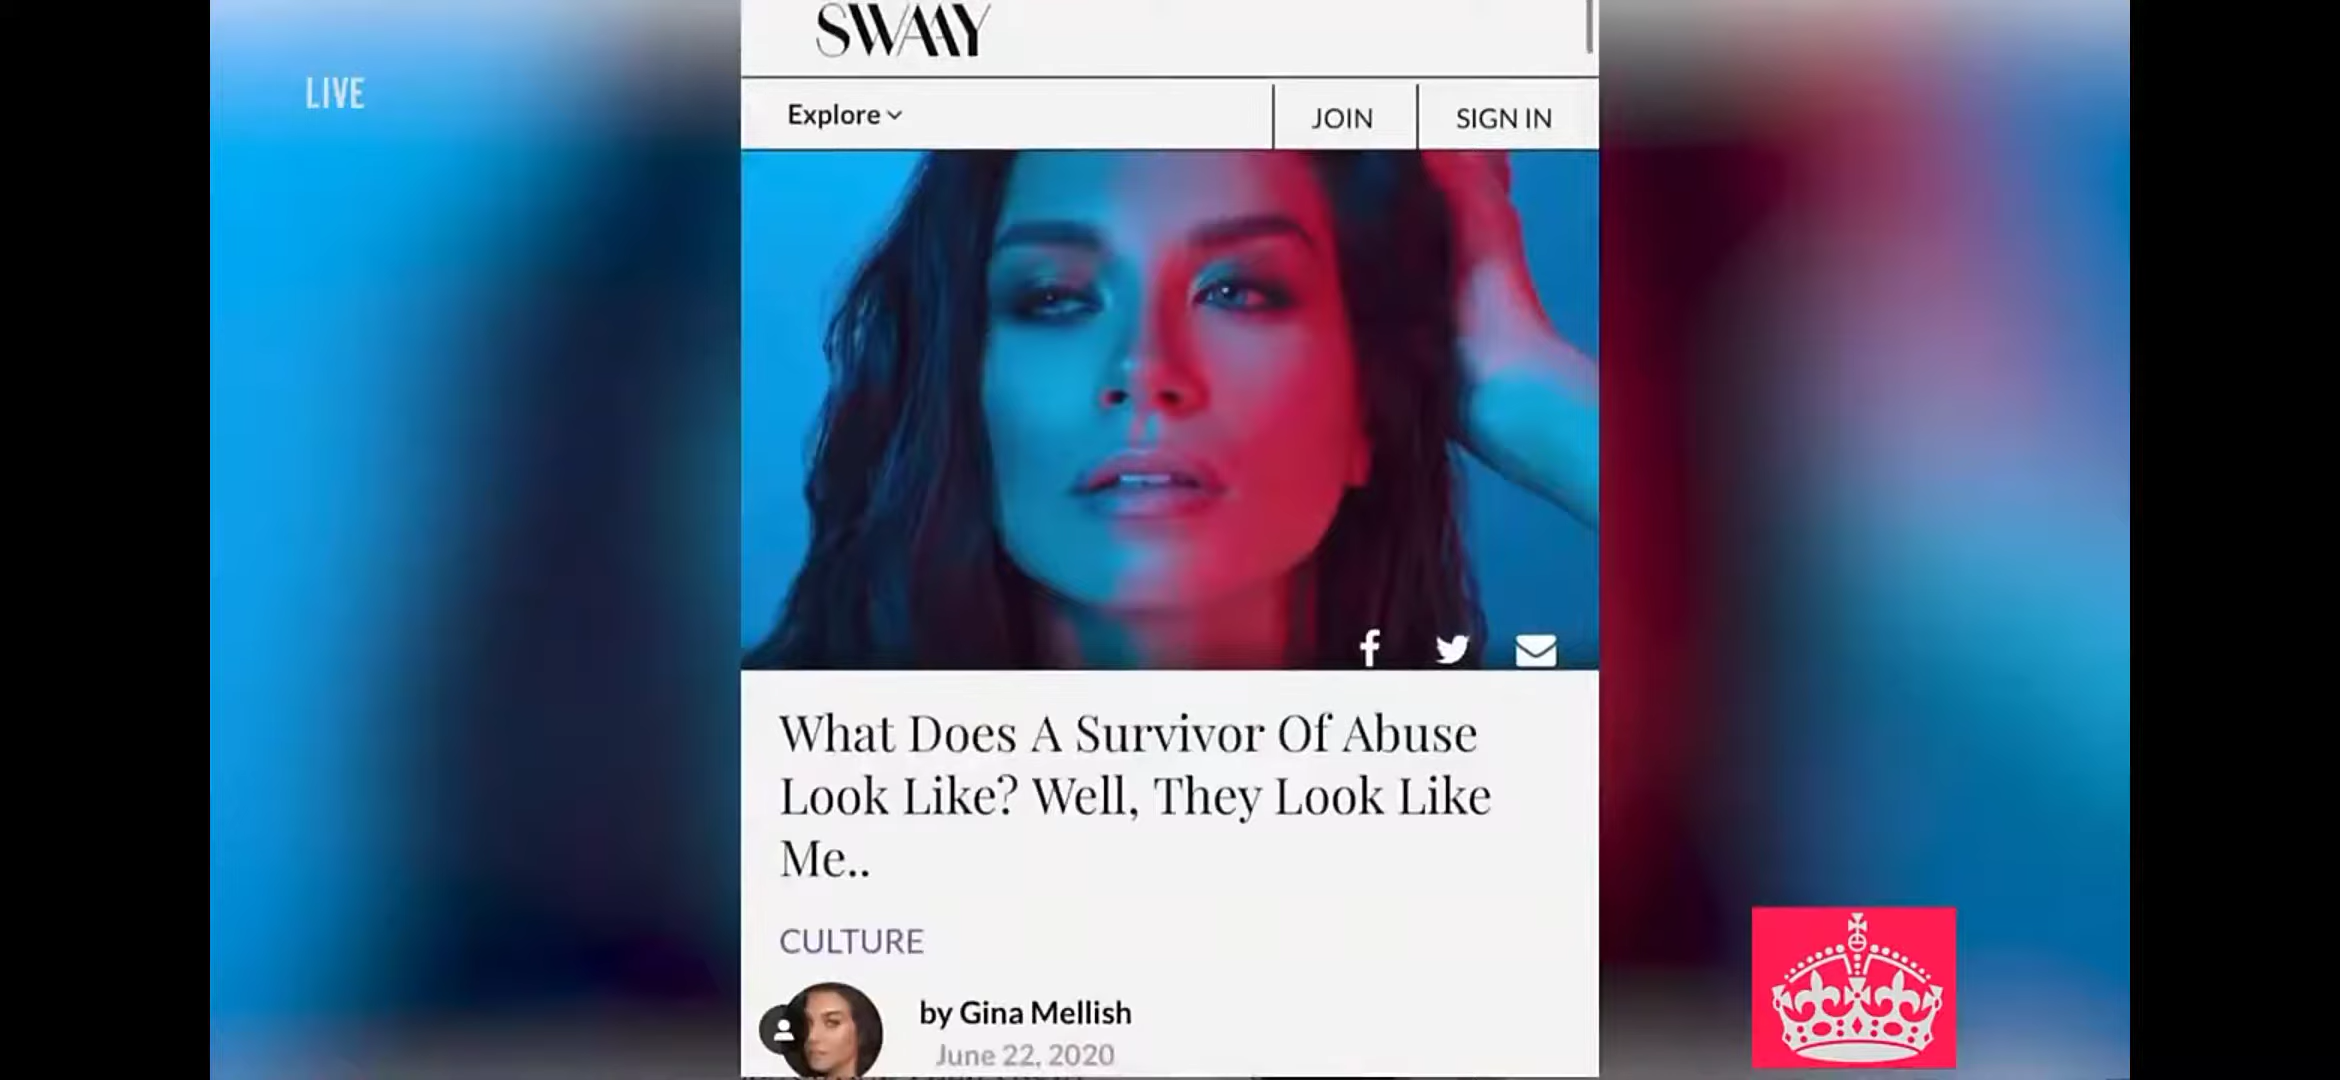 SWAAY
LIVE
Explore
JOIN
SIGN IN
What Does A Survivor Of Abuse
Look Like? Well, They Look Like
Me..
CULTURE
by Gina Mellish
June 22, 2020